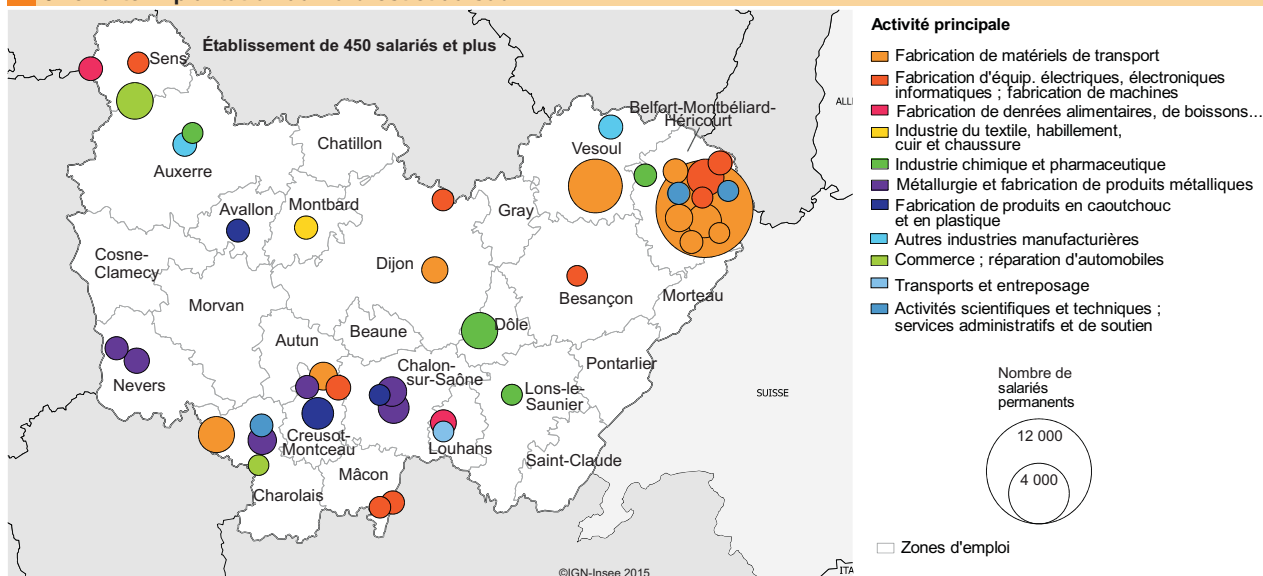 Établissement de 450 salariés et plus
Sens
Auxerre
Chatillon
Avallon
Montbard
Cosne-
Clamecy
Morvan
Nevers
Dijon
Gray
Vesoul
Belfort-Montbéliard-
Héricourt
Besançon
Morteau
Beaune
Dôle
Autun
Pontarlier
Chalon-
sur-Saône
Lons-le-
Saunier
Creusot-
Montceau
Louhans
Saint-Claude
Mâcon
Charolais
SUISSE
ALL
ITA
©IGN-Insee 2015
Activité principale
Fabrication de matériels de transport
Fabrication d'équip. électriques, électroniques
informatiques ; fabrication de machines
Fabrication de denrées alimentaires, de boissons...
Industrie du textile, habillement,
cuir et chaussure
Industrie chimique et pharmaceutique
Métallurgie et fabrication de produits métalliques
Fabrication de produits en caoutchouc
et en plastique
Autres industries manufacturières
Commerce ; réparation d'automobiles
Transports et entreposage
Activités scientifiques et techniques ;
services administratifs et de soutien
Nombre de
salariés
permanents
12 000
4 000
Zones d'emploi